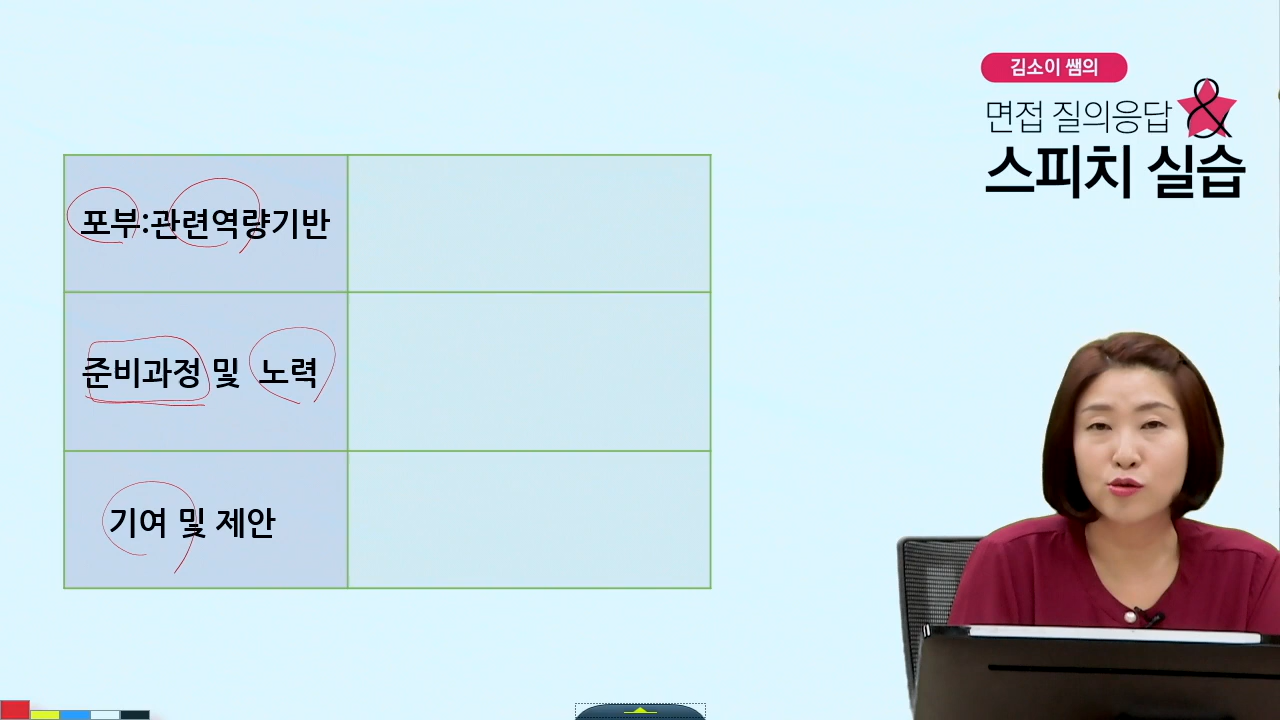 김소이 쌤의
면접 질의응답 &
스피치 실습
포부:관련역량기반
준비과정 및 노력
기여 및 제안